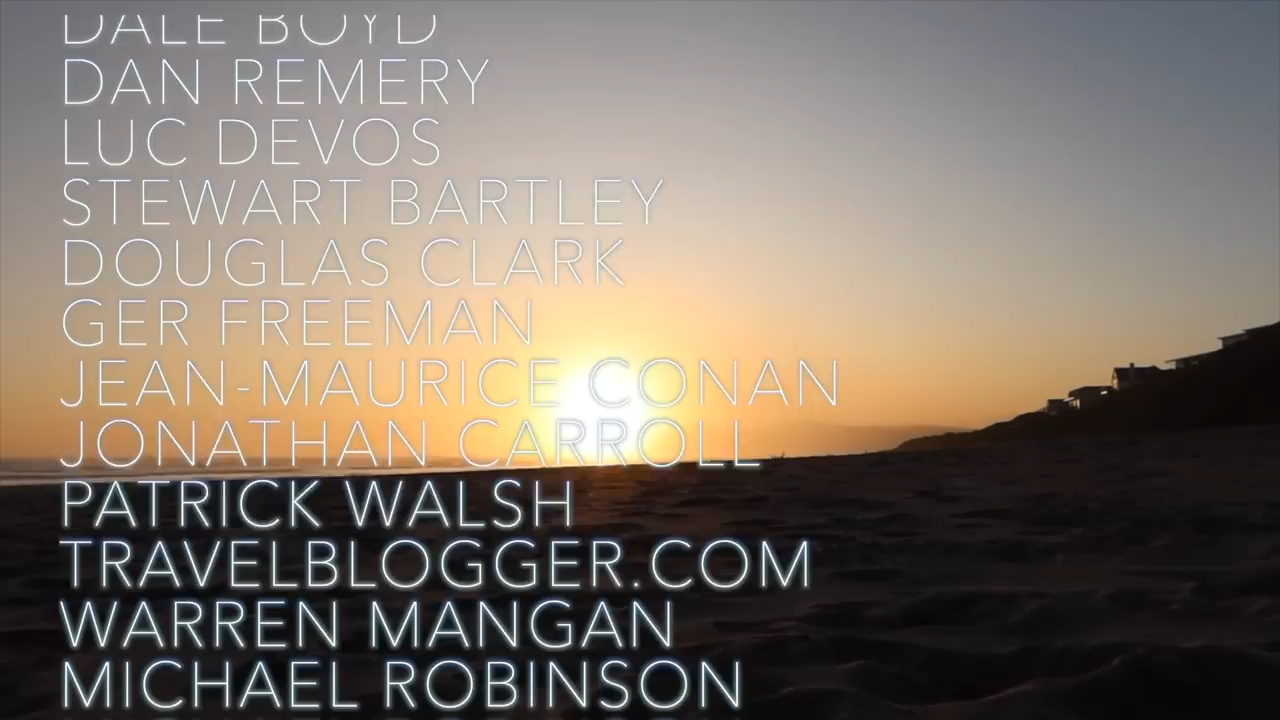 DALE BOYD
DAN REMERY
LUC DEVOS
STEWART BARTLEY
DOUGLAS CLARK
GER FREEMAN
JEAN-MAURICE CONAN
JONATHAN CARROLL
PATRICK WALSH
TRAVELBLOGGER.COM
WARREN MANGAN
MICHAEL ROBINSON